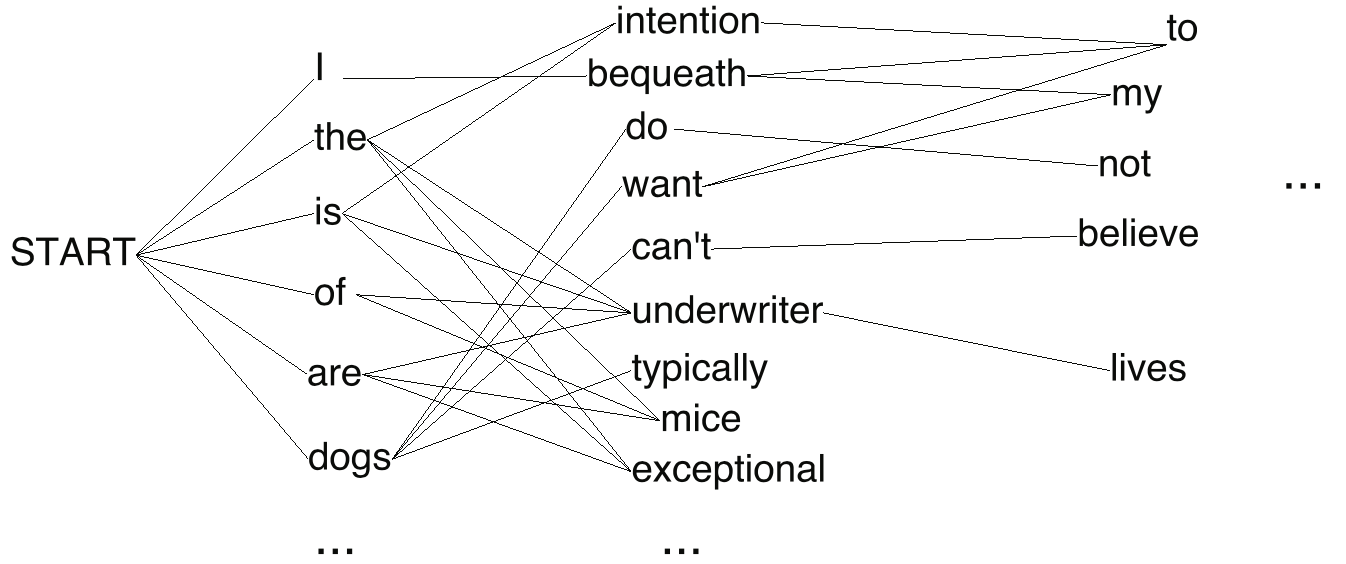 START
I
the
is
of
are
dogs
...
intention
bequeath
do
want
can't
underwriter
typically
mice
exceptional
...
to
my
not
believe
lives
...